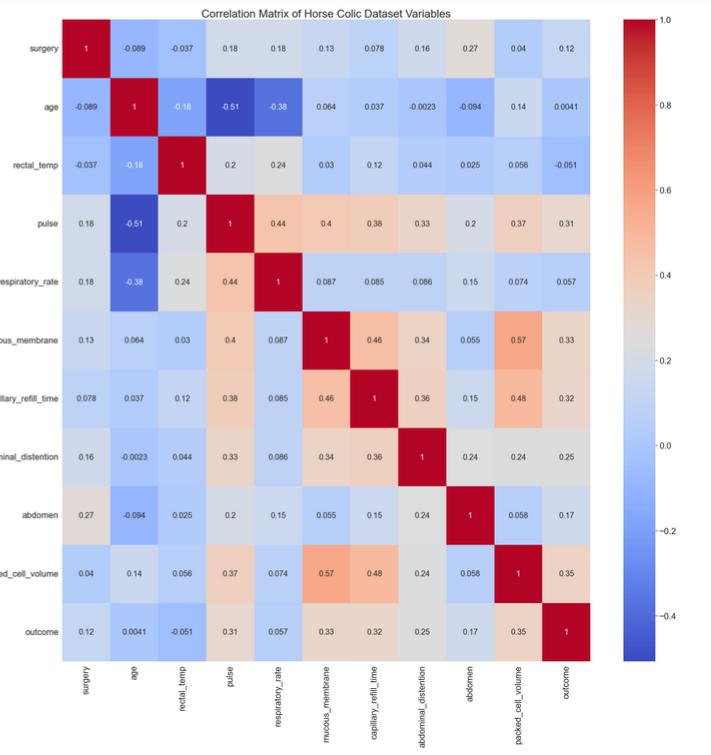 Correlation Matrix of Horse Colic Dataset Variables
surgery 1 -0.089 -0.037 0.18 0.18 0.13 0.078 0.16 0.27 0.04 0.12
age -0.089 1 -0.18 -0.51 -0.38 0.064 0.037 -0.0023 -0.094 0.14 0.0041
rectal_temp -0.037 -0.18 1 0.2 0.24 0.03 0.12 0.044 0.025 0.056 -0.051
pulse 0.18 -0.51 0.2 1 0.44 0.4 0.38 0.33 0.2 0.37 0.31
espiratory_rate 0.18 -0.38 0.24 0.44 1 0.087 0.085 0.086 0.15 0.074 0.057
ous_membrane 0.13 0.064 0.03 0.4 0.087 1 0.46 0.34 0.055 0.57 0.33
llary_refill_time 0.078 0.037 0.12 0.38 0.085 0.46 1 0.36 0.15 0.48 0.32
minal_distention 0.16 -0.0023 0.044 0.33 0.086 0.34 0.36 1 0.24 0.24 0.25
abdomen 0.27 -0.094 0.025 0.2 0.15 0.055 0.15 0.24 1 0.058 0.17
ed_cell_volume 0.04 0.14 0.056 0.37 0.074 0.57 0.48 0.24 0.058 1 0.35
outcome 0.12 0.0041 -0.051 0.31 0.057 0.33 0.32 0.25 0.17 0.35 1
surgery
age
rectal_temp
pulse
respiratory_rate
mucous_membrane
capillary_refill_time
abdominal_distention
abdomen
packed_cell_volume
outcome
1.0
0.8
0.6
0.4
0.2
0.0
−0.2
−0.4